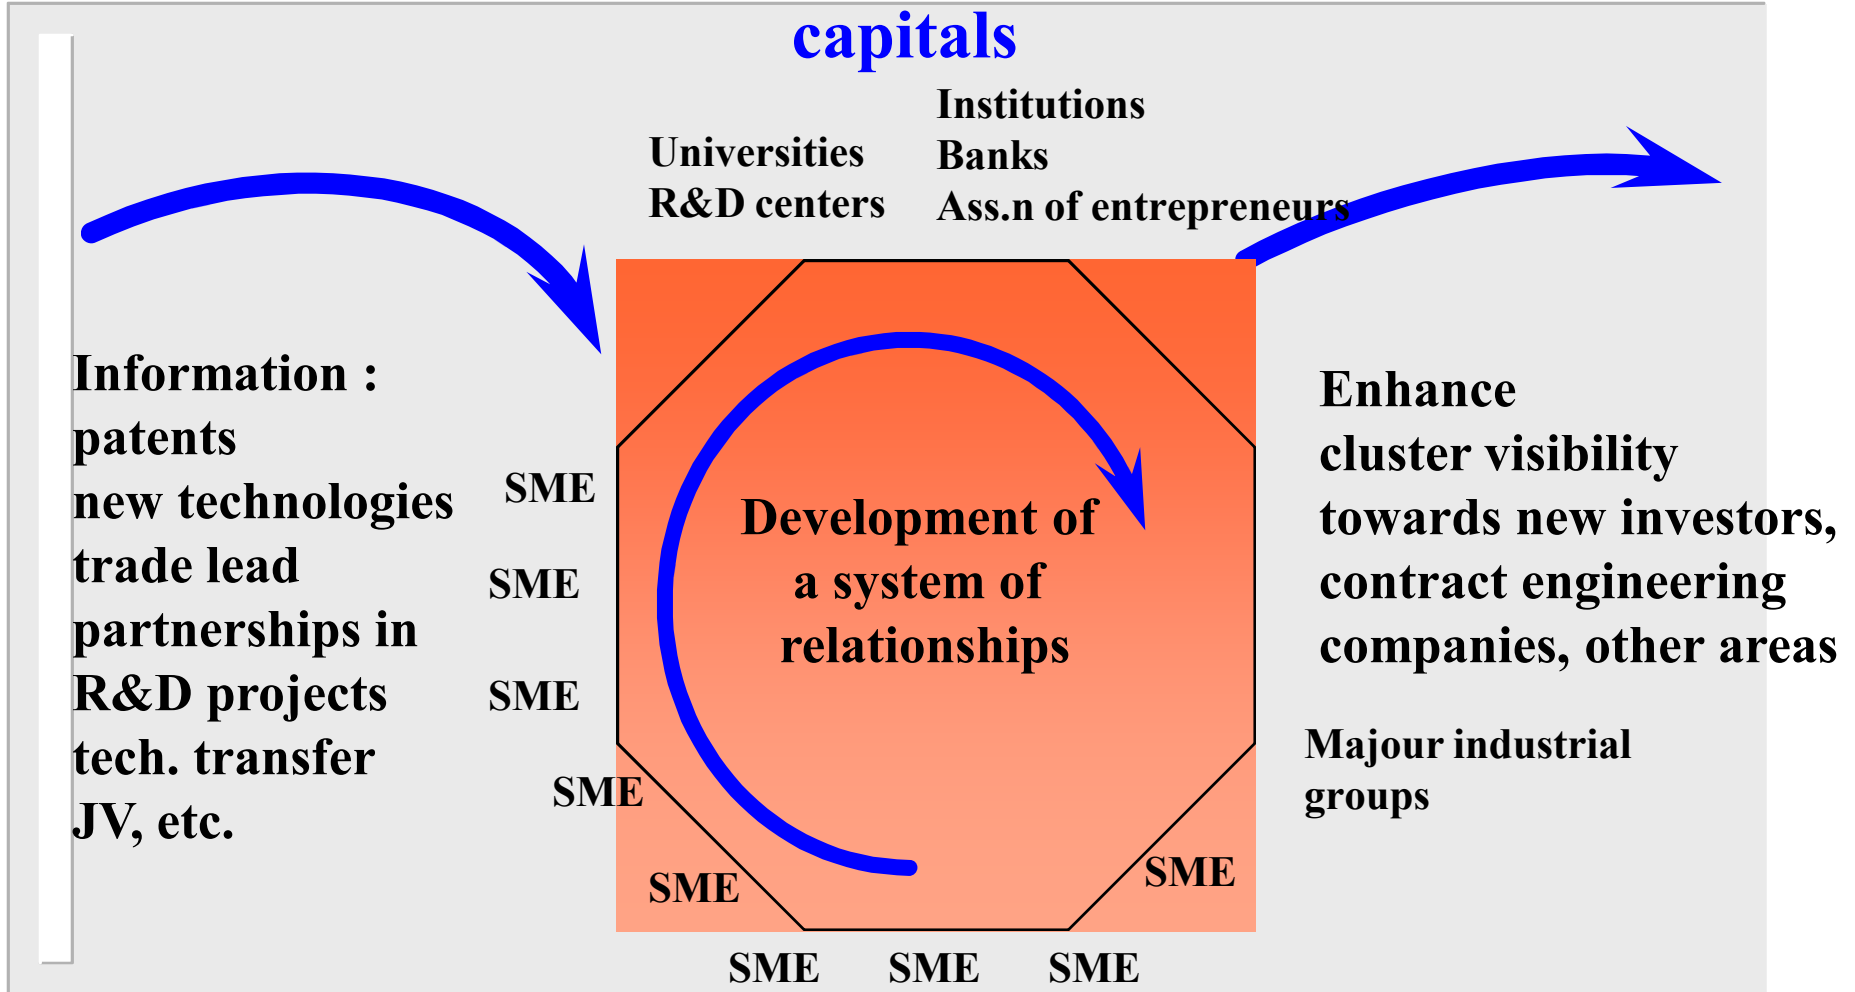 capitals
Universities
R&D centers
Institutions
Banks
Ass.n of entrepreneurs
Information :
patents
new technologies
trade lead
partnerships in
R&D projects
tech. transfer
JV, etc.
SME
SME
SME
SME
SME
SME
SME
SME
SME
Development of
a system of
relationships
Enhance
cluster visibility
towards new investors,
contract engineering
companies, other areas
Majour industrial
groups